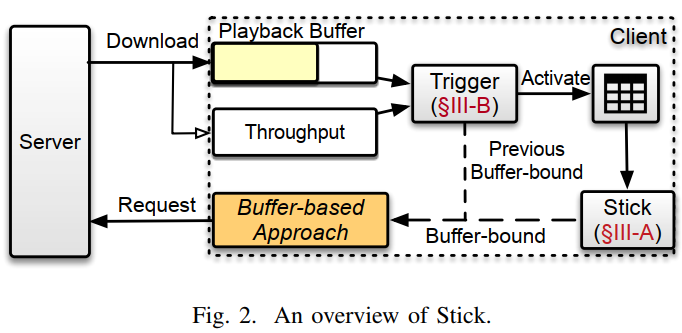 Download
Playback Buffer
Client
Server
Throughput
Trigger
(§III-B)
Activate
Previous
Buffer-bound
Request
Buffer-based
Approach
Buffer-bound
Stick
(§III-A)
Fig. 2. An overview of Stick.